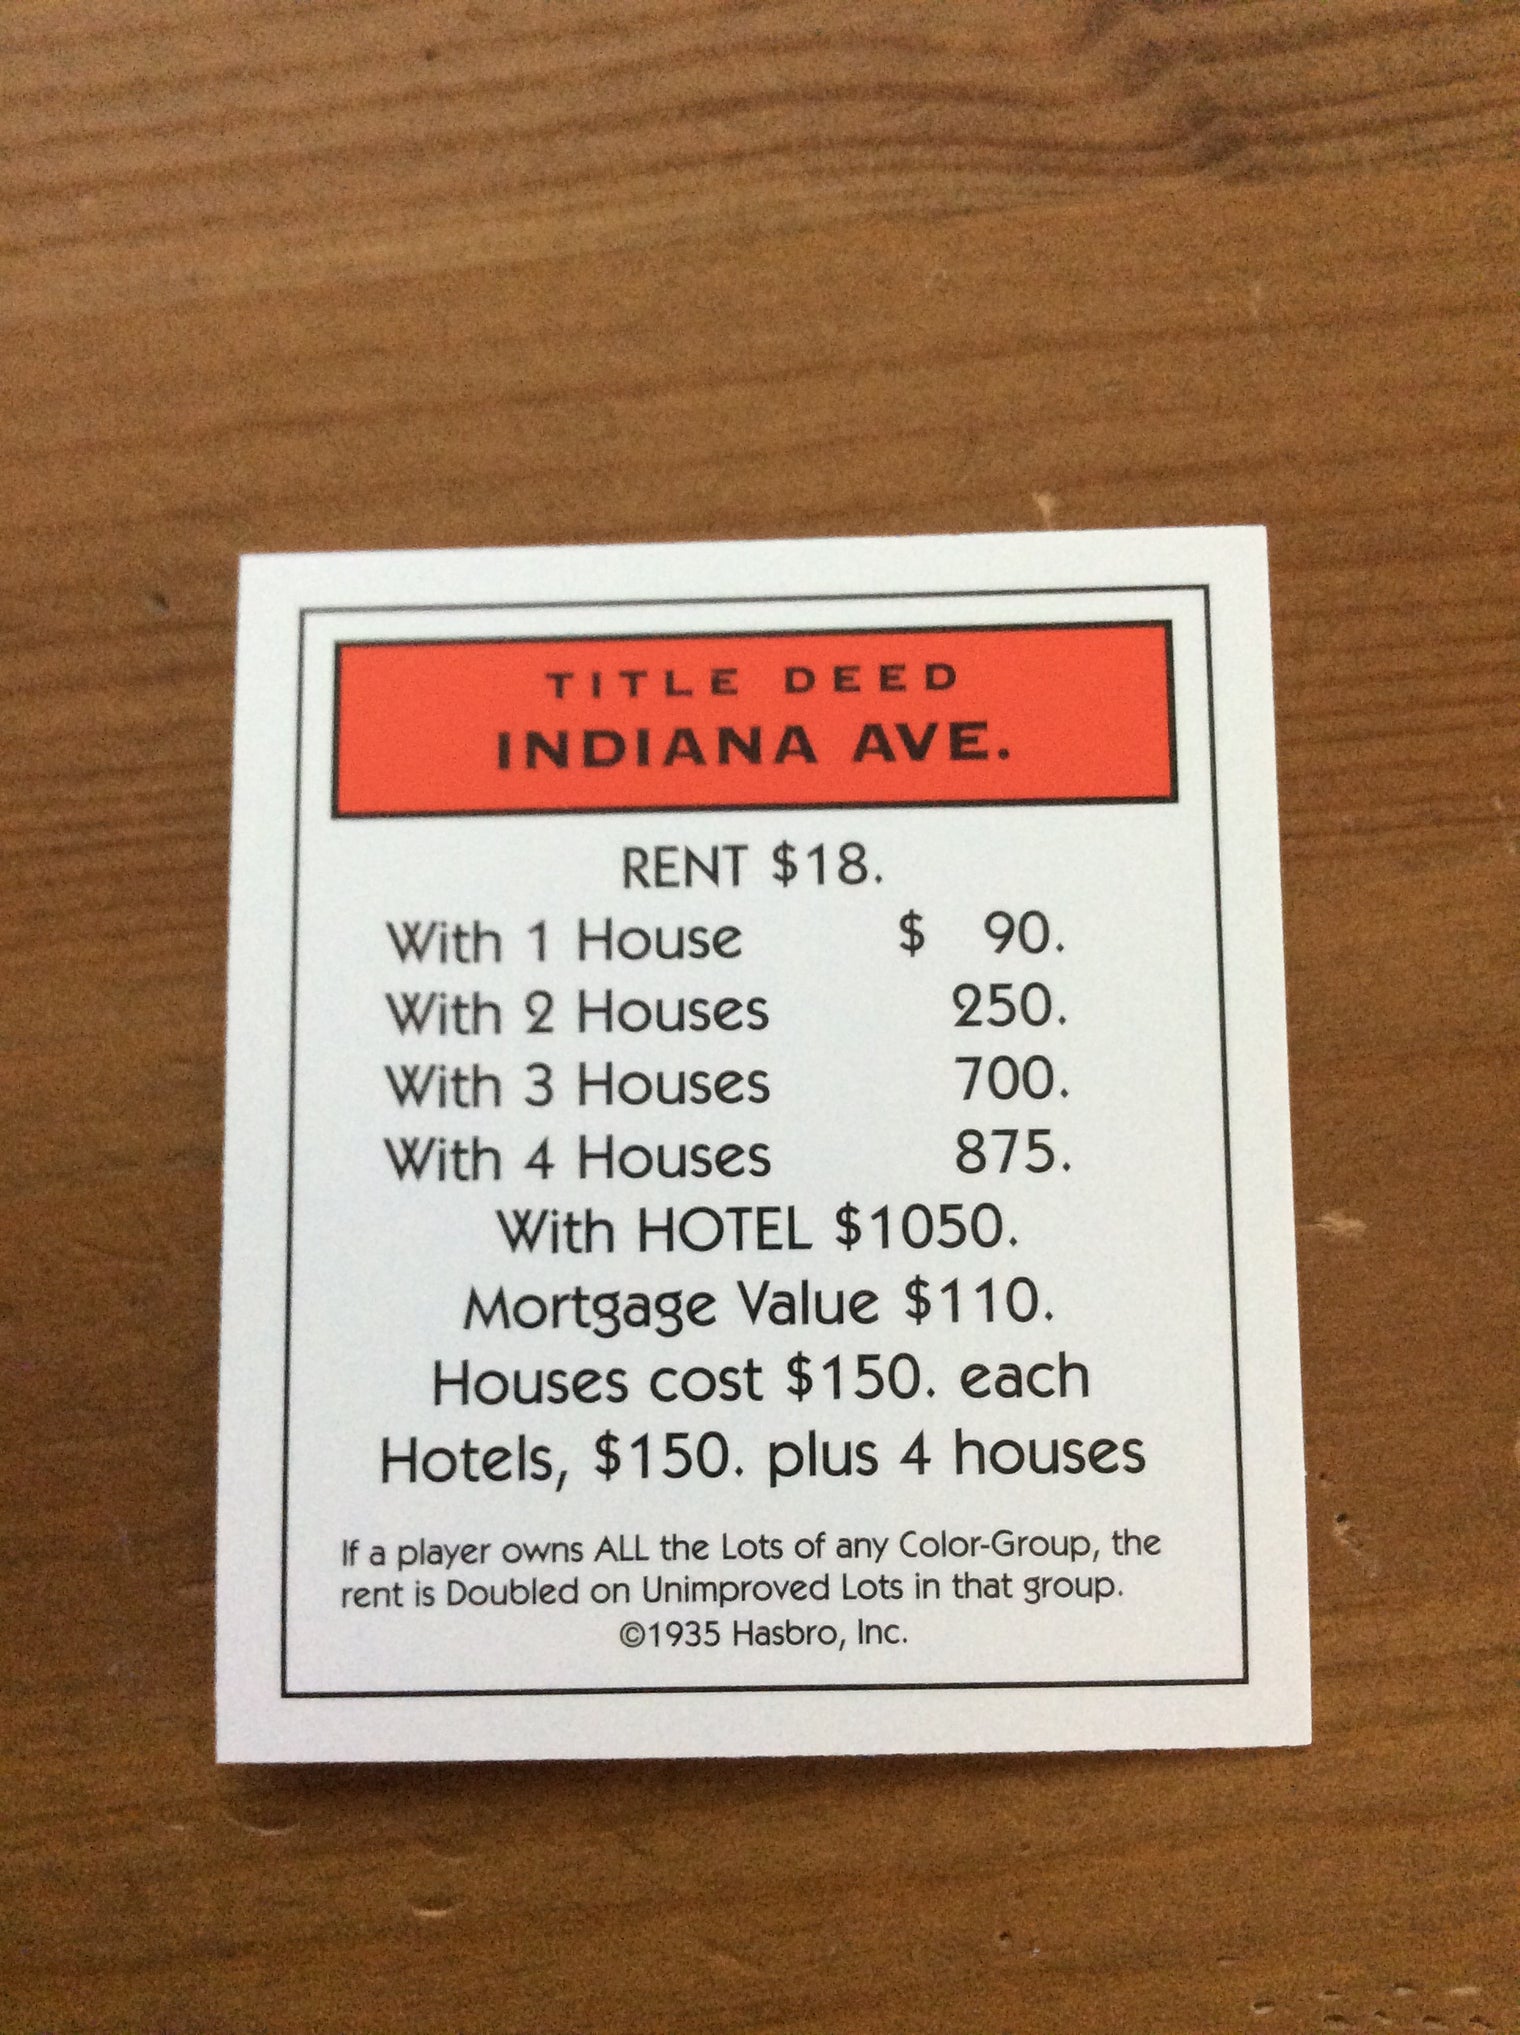 TITLE DEED
INDIANA AVE.
RENT $18.
With 1 House $ 90.
With 2 Houses 250.
With 3 Houses 700.
With 4 Houses 875.
With HOTEL $1050.
Mortgage Value $110.
Houses cost $150. each
Hotels, $150. plus 4 houses
If a player owns ALL the Lots of any Color-Group, the
rent is Doubled on Unimproved Lots in that group.
©1935 Hasbro, Inc.